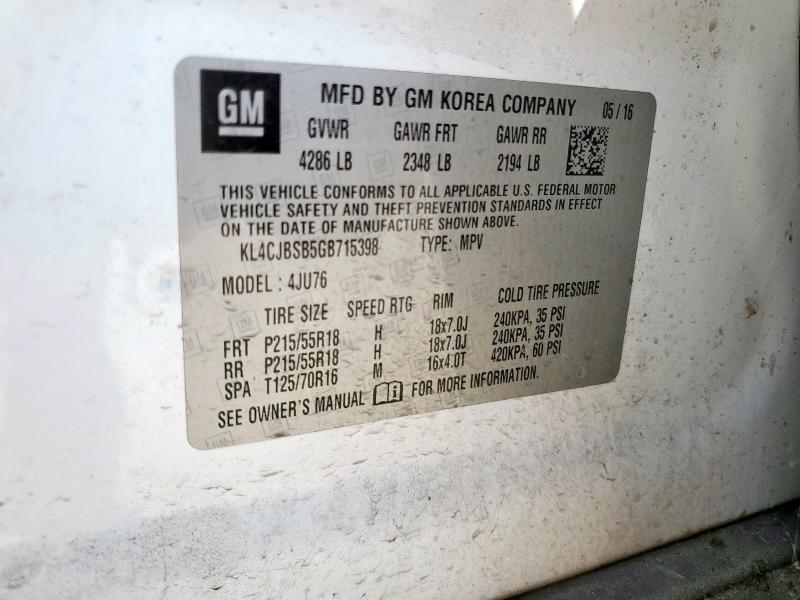 GM MFD BY GM KOREA COMPANY 05 / 16
GVWR GAWR FRT GAWR RR
4286 LB 2348 LB 2194 LB
THIS VEHICLE CONFORMS TO ALL APPLICABLE U.S. FEDERAL MOTOR
VEHICLE SAFETY AND THEFT PREVENTION STANDARDS IN EFFECT
ON THE DATE OF MANUFACTURE SHOWN ABOVE.
KL4CJBSB5GB715398 TYPE: MPV
MODEL : 4JU76
TIRE SIZE SPEED RTG RIM COLD TIRE PRESSURE
FRT P215/55R18 H 18x7.0J 240KPA, 35 PSI
RR P215/55R18 H 18x7.0J 240KPA, 35 PSI
SPA T125/70R16 M 16x4.0T 420KPA, 60 PSI
SEE OWNER'S MANUAL i FOR MORE INFORMATION.